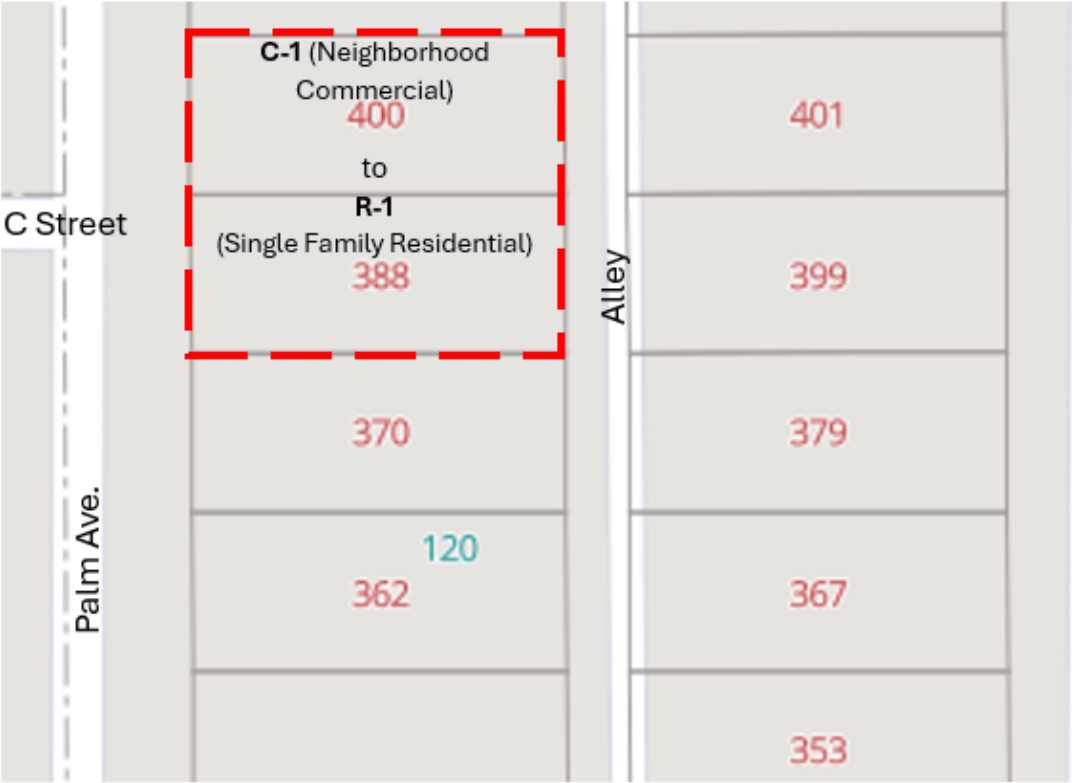 C-1 (Neighborhood
Commercial)
400
to
R-1
(Single Family Residential)
388
370
120
362
401
399
379
367
353
C Street
Palm Ave.
Alley